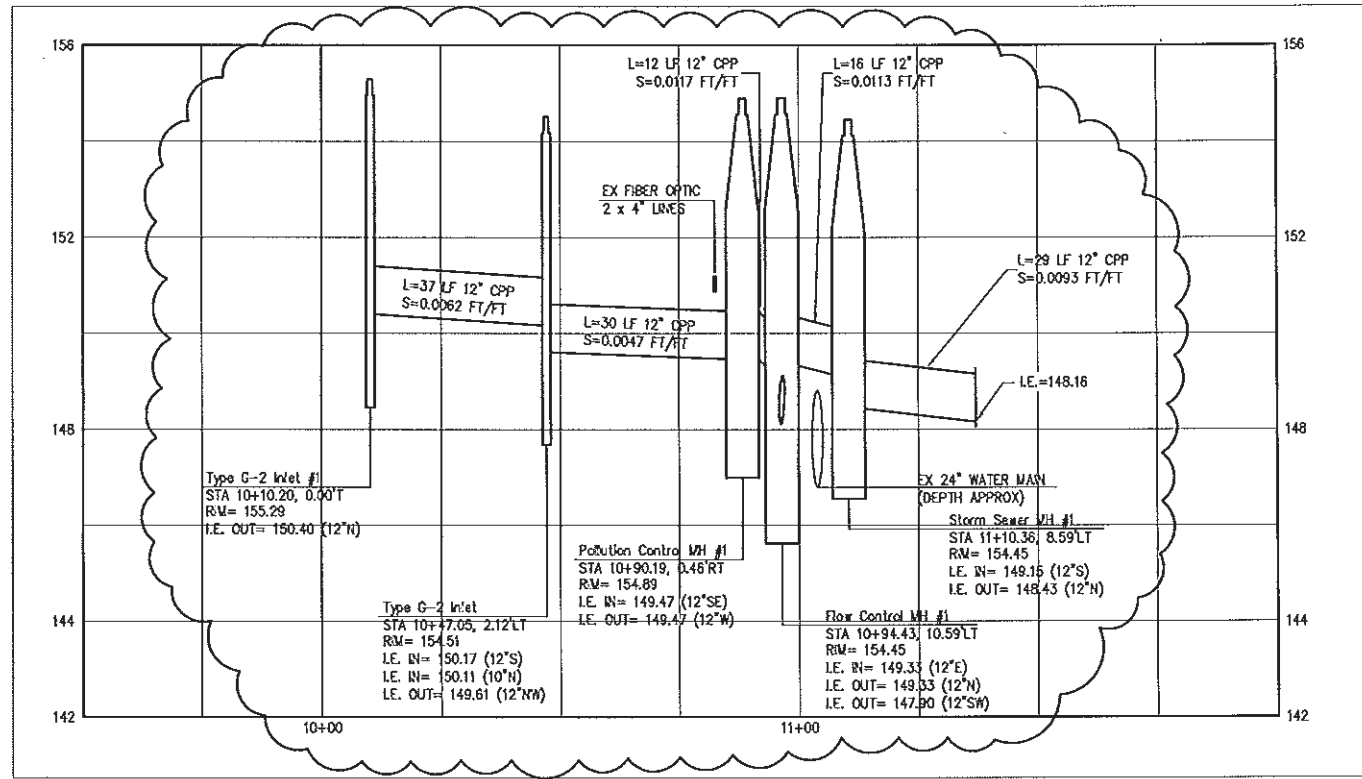 156
156
L=12 LF 12" CPP
S=0.0117 FT/FT
L=16 LF 12" CPP
S=0.0113 FT/FT
EX FIBER OPTIC
2 x 4" LINES
152
152
L=29 LF 12" CPP
S=0.0093 FT/FT
L=37 LF 12" CPP
S=0.0062 FT/FT
L=30 LF 12" CPP
S=0.0047 FT/FT
I.E.=148.16
148
148
Type G-2 Inlet #1
STA 10+10.20, 0.00'T
RIM= 155.29
I.E. OUT= 150.40 (12"N)
EX 24" WATER MAIN
(DEPTH APPROX)
Storm Sewer MH #1
STA 11+10.36, 8.59'LT
RIM= 154.45
I.E. IN= 149.15 (12"S)
I.E. OUT= 148.43 (12"N)
Pollution Control MH #1
STA 10+90.19, 0.46'RT
RIM= 154.89
I.E. IN= 149.47 (12"SE)
I.E. OUT= 149.47 (12"W)
144
144
Type G-2 Inlet
STA 10+47.05, 2.12'LT
RIM= 154.51
I.E. IN= 150.17 (12"S)
I.E. IN= 150.11 (10"N)
I.E. OUT= 149.61 (12"NW)
Flow Control MH #1
STA 10+94.43, 10.59'LT
RIM= 154.45
I.E. IN= 149.33 (12"E)
I.E. OUT= 149.33 (12"N)
I.E. OUT= 147.90 (12"SW)
142
142
10+00
11+00